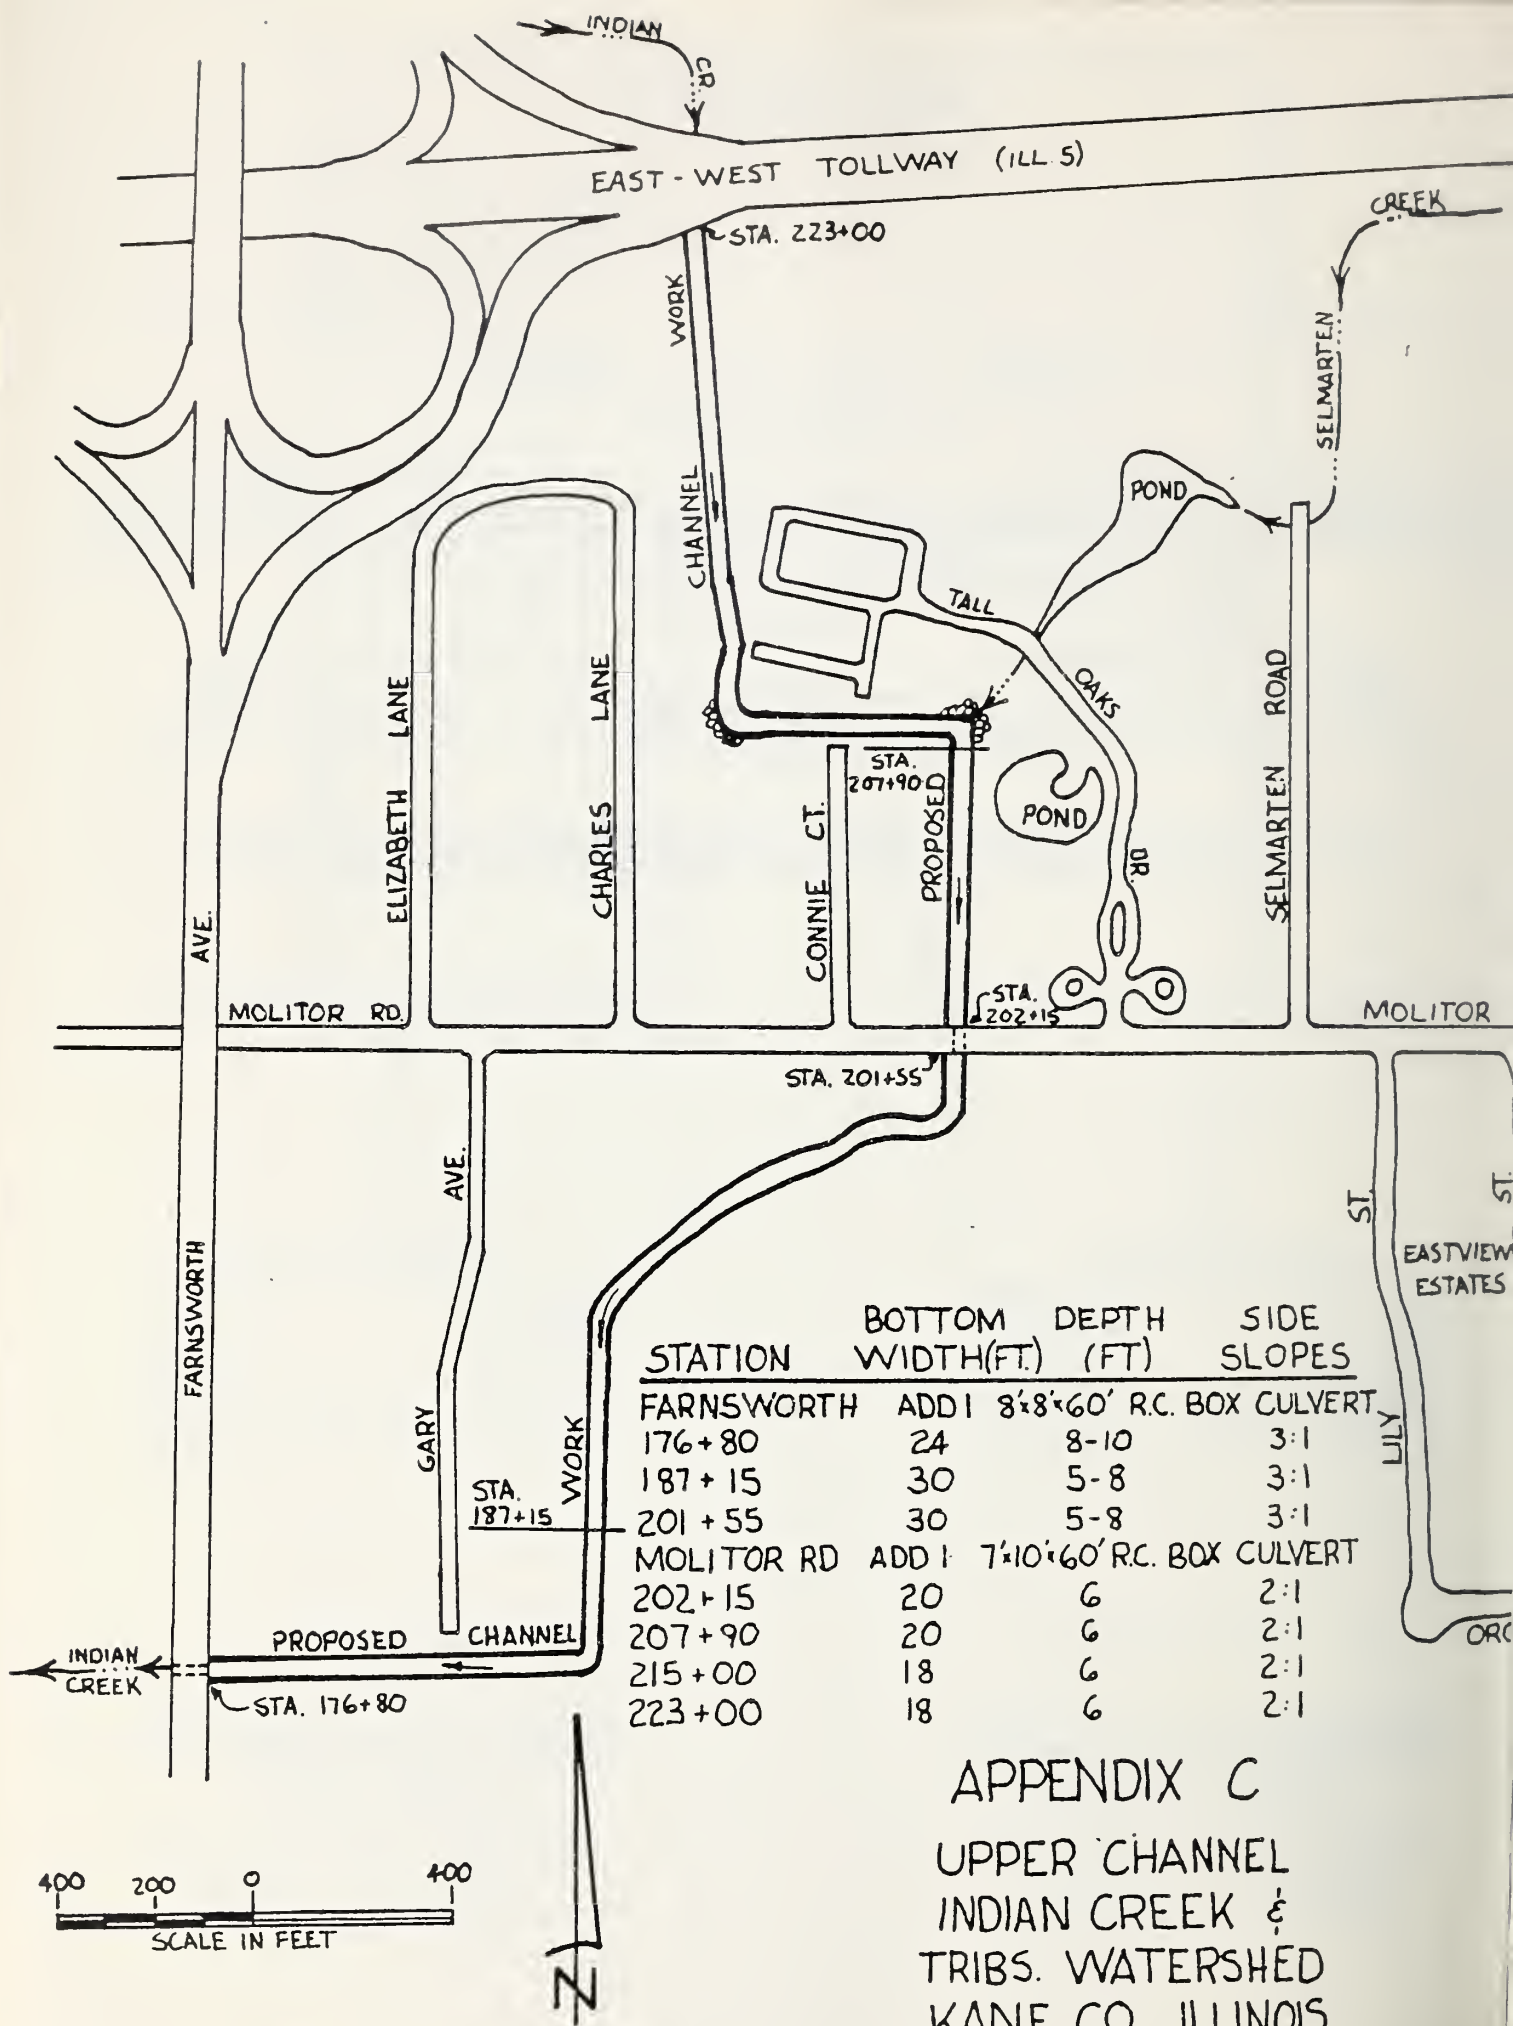 INDIAN
CR
EAST-WEST TOLLWAY (ILL. 5)
CREEK
STA. 223+00
WORK
SELMARTEN
CHANNEL
POND
TALL
OAKS
DR.
ELIZABETH LANE
CHARLES LANE
SELMARTEN ROAD
STA.
207+90
PROPOSED
POND
CONNIE CT.
AVE.
STA.
202+15
MOLITOR RD.
MOLITOR
STA. 201+55
AVE.
ST.
ST.
EASTVIEW
ESTATES
FARNSWORTH
GARY
WORK
LILY
BOTTOM DEPTH SIDE
STATION WIDTH(FT.) (FT) SLOPES
FARNSWORTH ADD 1 8'x8'x60' R.C. BOX CULVERT
176+80 24 8-10 3:1
187+15 30 5-8 3:1
201+55 30 5-8 3:1
MOLITOR RD ADD 1 7'x10'x60' R.C. BOX CULVERT
202+15 20 6 2:1
207+90 20 6 2:1
215+00 18 6 2:1
223+00 18 6 2:1
STA.
187+15
PROPOSED CHANNEL
INDIAN
CREEK
STA. 176+80
ORC
400 200 0 400
SCALE IN FEET
N
APPENDIX C
UPPER CHANNEL
INDIAN CREEK &
TRIBS. WATERSHED
KANE CO. ILLINOIS